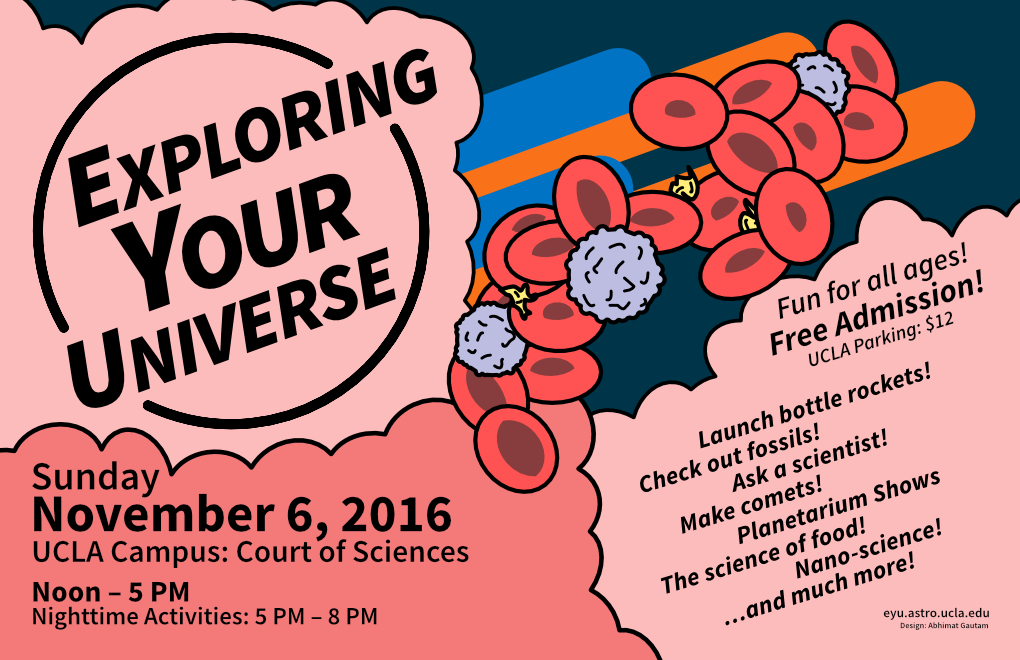 EXPLORING
YOUR
UNIVERSE
Sunday
November 6, 2016
UCLA Campus: Court of Sciences
Noon – 5 PM
Nighttime Activities: 5 PM – 8 PM
Fun for all ages!
Free Admission!
UCLA Parking: $12
Launch bottle rockets!
Check out fossils!
Ask a scientist!
Make comets!
Planetarium Shows
The science of food!
Nano-science!
...and much more!
eyu.astro.ucla.edu
Design: Abhimat Gautam